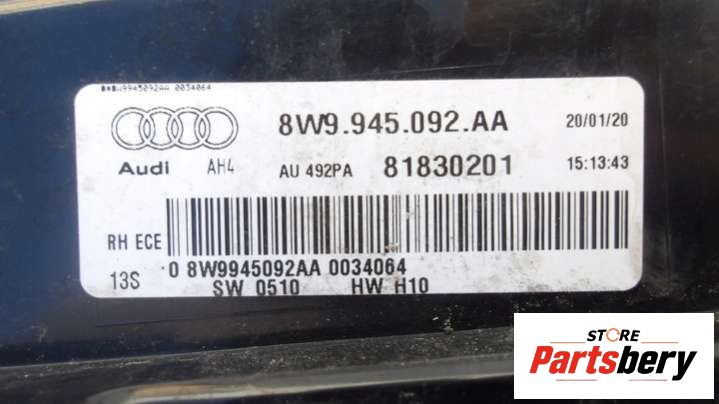 *8W9945092AA 0034064
8W9.945.092.AA 20/01/20
Audi AH4 AU 492PA 81830201 15:13:43
RH ECE
13S 0 8W9945092AA 0034064
SW 0510 HW H10
STORE
Partsbery